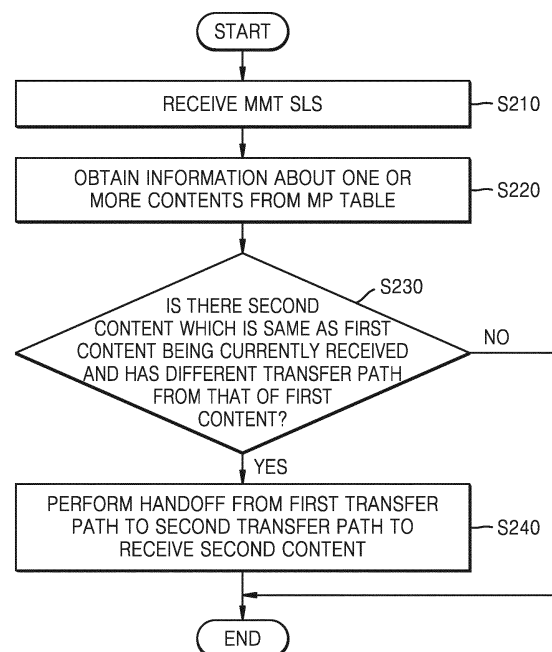 START
RECEIVE MMT SLS
S210
OBTAIN INFORMATION ABOUT ONE OR
MORE CONTENTS FROM MP TABLE
S220
S230
IS THERE SECOND
CONTENT WHICH IS SAME AS FIRST
CONTENT BEING CURRENTLY RECEIVED
AND HAS DIFFERENT TRANSFER PATH
FROM THAT OF FIRST
CONTENT?
NO
YES
PERFORM HANDOFF FROM FIRST TRANSFER
PATH TO SECOND TRANSFER PATH TO
RECEIVE SECOND CONTENT
S240
END